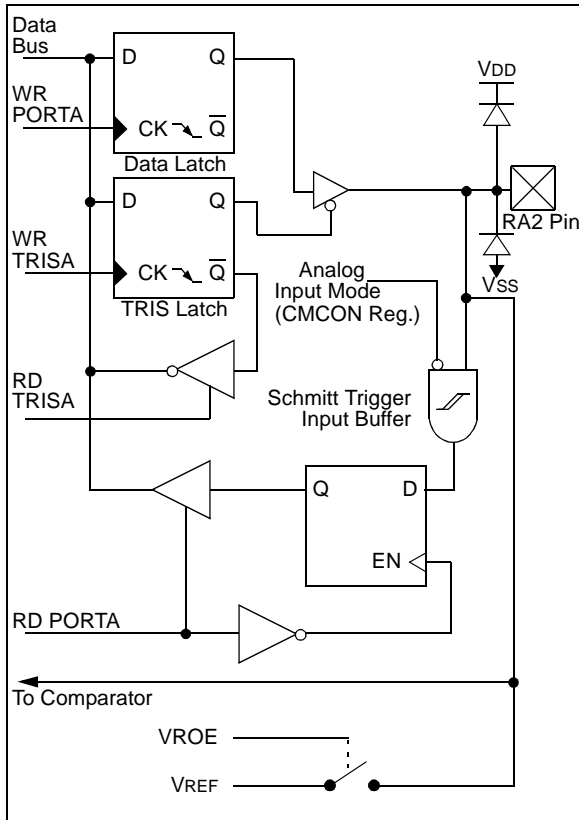 Data
Bus
D Q
WR
PORTA
CK Q
Data Latch
VDD
RA2 Pin
D Q
WR
TRISA
CK Q
TRIS Latch
Analog
Input Mode
(CMCON Reg.)
VSS
RD
TRISA
Schmitt Trigger
Input Buffer
Q D
EN
RD PORTA
To Comparator
VROE
VREF